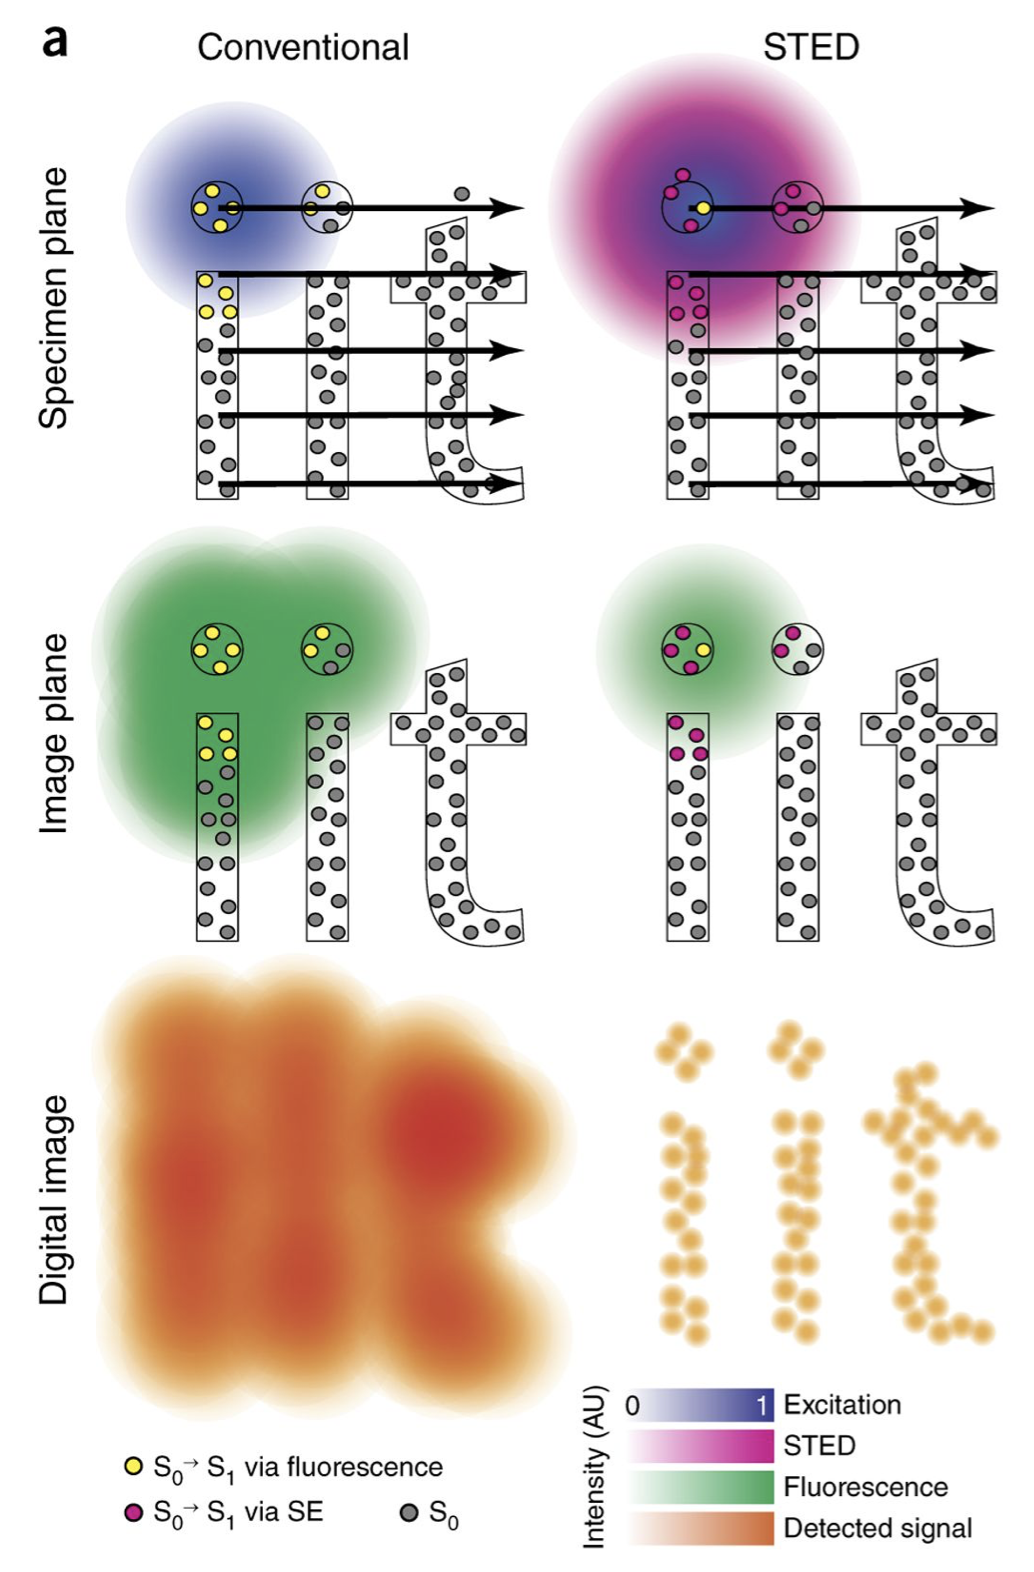 a
Conventional STED
Specimen plane
Image plane
Digital image
S0→ S1 via fluorescence
S0→ S1 via SE
S0
Intensity (AU)
0 1 Excitation
STED
Fluorescence
Detected signal